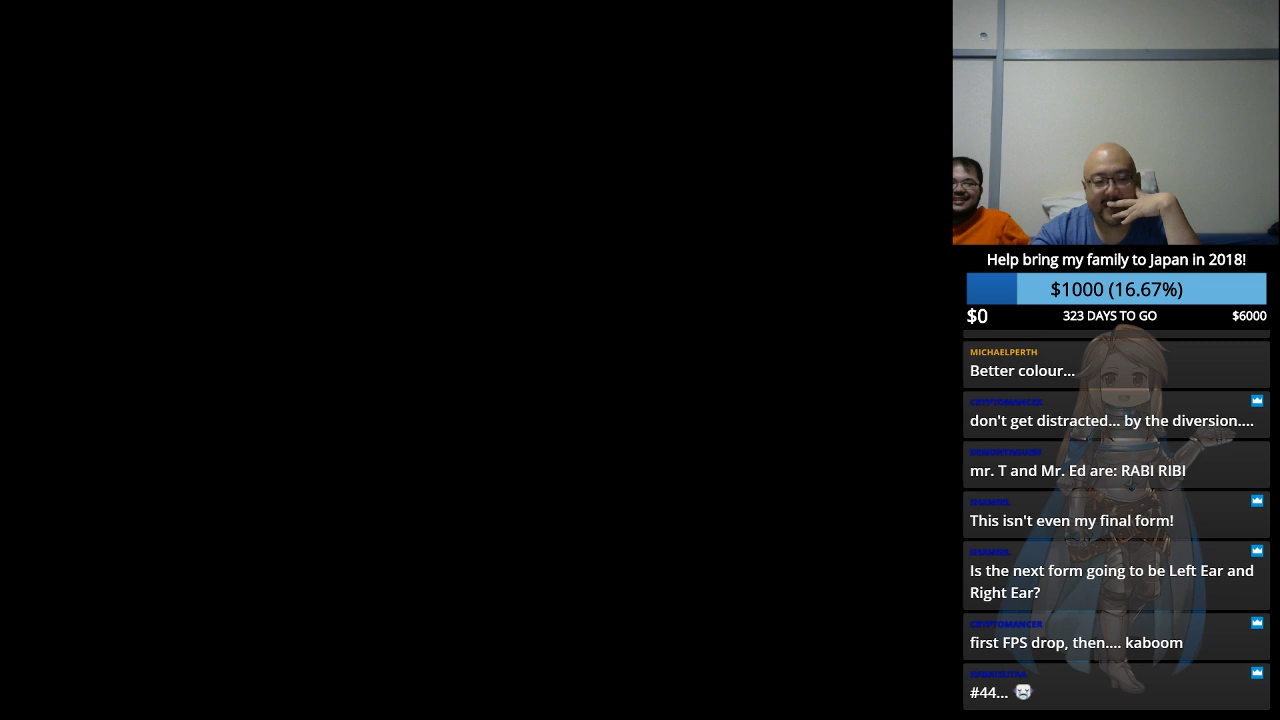 Help bring my family to Japan in 2018!
$1000 (16.67%)
$0 323 DAYS TO GO $6000
MICHAELPERTH
Better colour...
CRYPTOMANCER
don't get distracted... by the diversion....
mr. T and Mr. Ed are: RABI RIBI
This isn't even my final form!
Is the next form going to be Left Ear and
Right Ear?
CRYPTOMANCER
first FPS drop, then.... kaboom
#44...